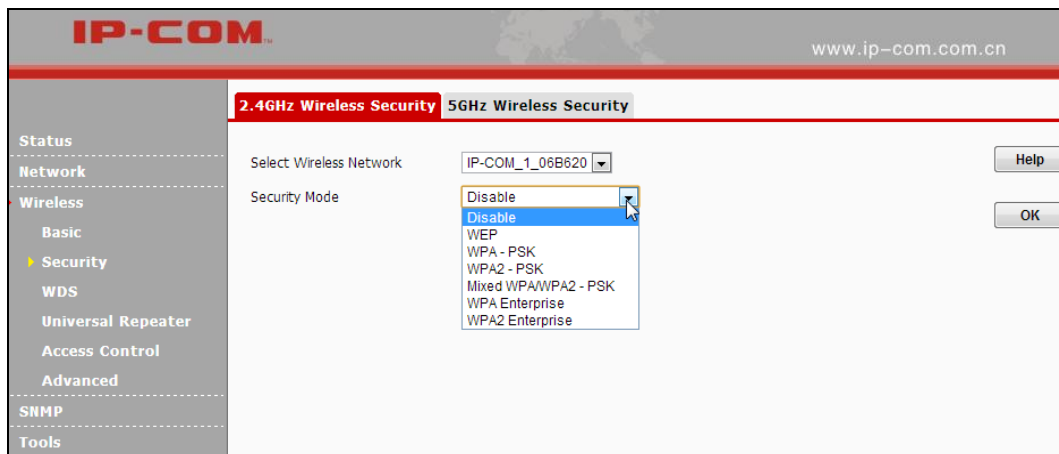 IP-COM™
www.ip-com.com.cn
2.4GHz Wireless Security 5GHz Wireless Security
Status
Network
Wireless
Basic
Security
WDS
Universal Repeater
Access Control
Advanced
SNMP
Tools
Select Wireless Network IP-COM_1_06B620
Security Mode Disable
Disable
WEP
WPA - PSK
WPA2 - PSK
Mixed WPA/WPA2 - PSK
WPA Enterprise
WPA2 Enterprise
Help
OK